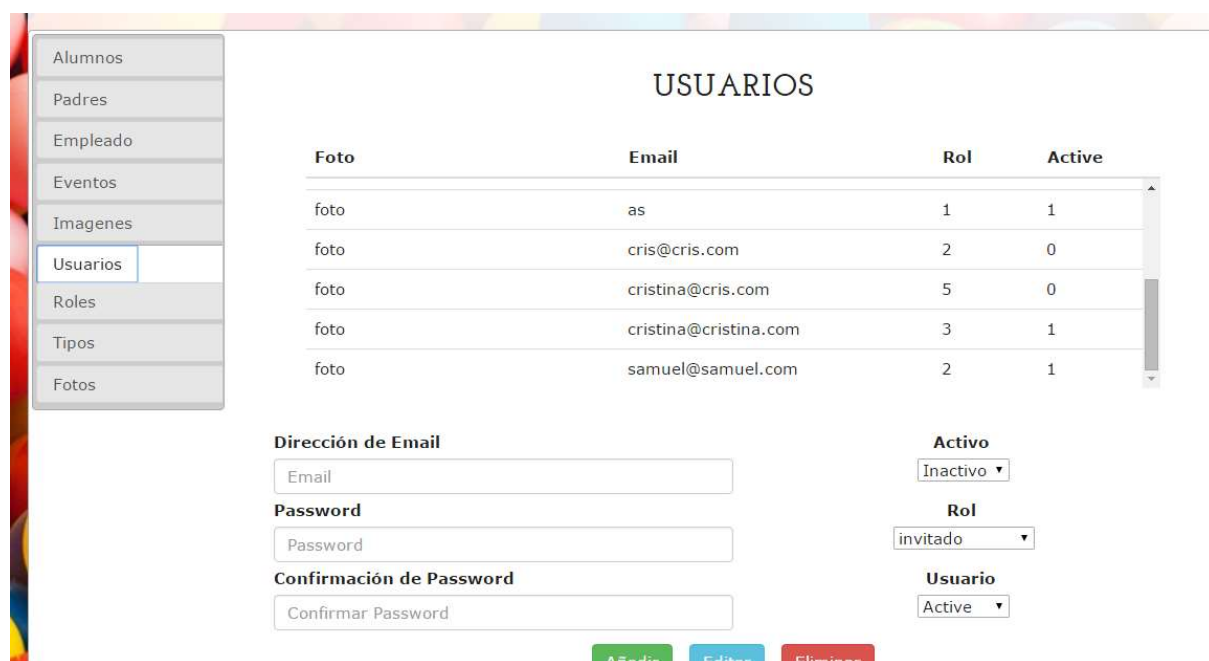 Alumnos
Padres
Empleado
Eventos
Imagenes
Usuarios
Roles
Tipos
Fotos
USUARIOS
Foto Email Rol Active
foto as 1 1
foto cris@cris.com 2 0
foto cristina@cris.com 5 0
foto cristina@cristina.com 3 1
foto samuel@samuel.com 2 1
Dirección de Email
Email
Password
Password
Confirmación de Password
Confirmar Password
Activo
Inactivo
Rol
invitado
Usuario
Active
Añadir Editar Eliminar